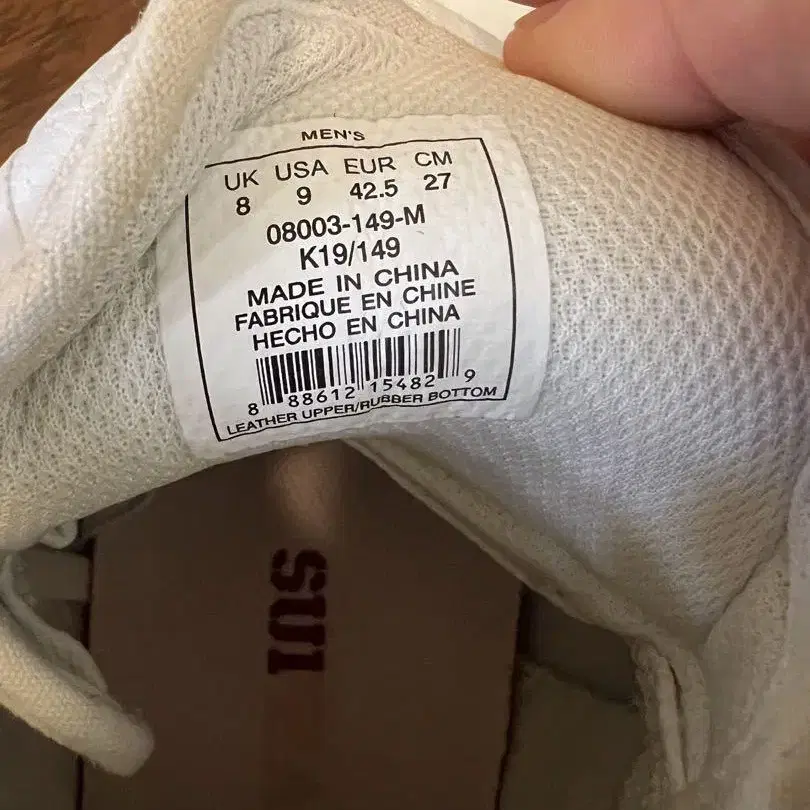 MEN'S
UK USA EUR CM
8 9 42.5 27
08003-149-M
K19/149
MADE IN CHINA
FABRIQUE EN CHINE
HECHO EN CHINA
8 88612 15482 9
LEATHER UPPER/RUBBER BOTTOM